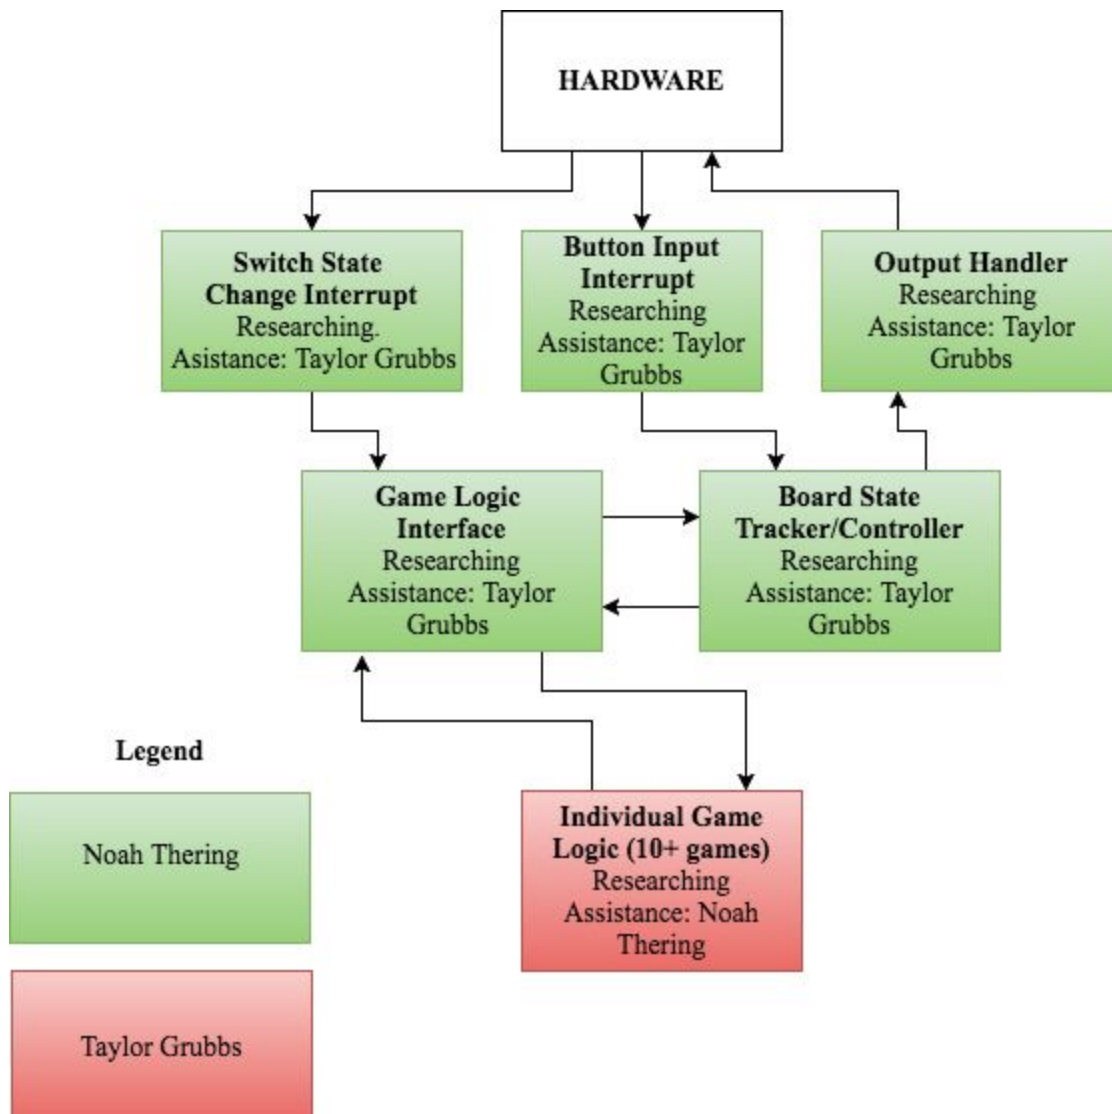 HARDWARE
Switch State
Change Interrupt
Researching.
Asistance: Taylor Grubbs
Button Input
Interrupt
Researching
Assistance: Taylor
Grubbs
Output Handler
Researching
Assistance: Taylor
Grubbs
Game Logic
Interface
Researching
Assistance: Taylor
Grubbs
Board State
Tracker/Controller
Researching
Assistance: Taylor
Grubbs
Individual Game
Logic (10+ games)
Researching
Assistance: Noah
Thering
Legend
Noah Thering
Taylor Grubbs